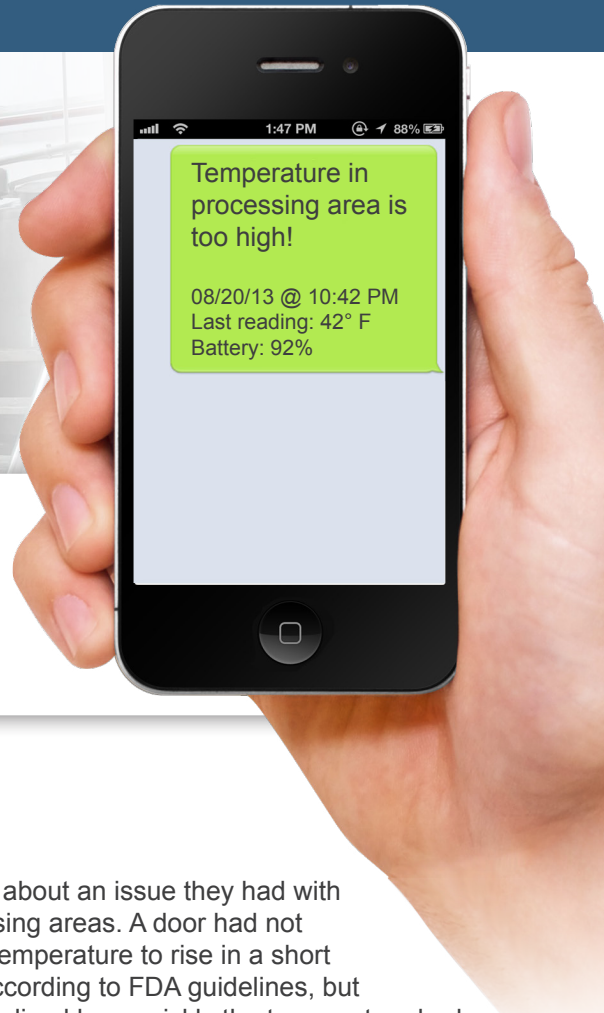 1:47 PM 88%
Temperature in
processing area is
too high!
08/20/13 @ 10:42 PM
Last reading: 42° F
Battery: 92%
about an issue they had with
sing areas. A door had not
emperature to rise in a short
ccording to FDA guidelines, but